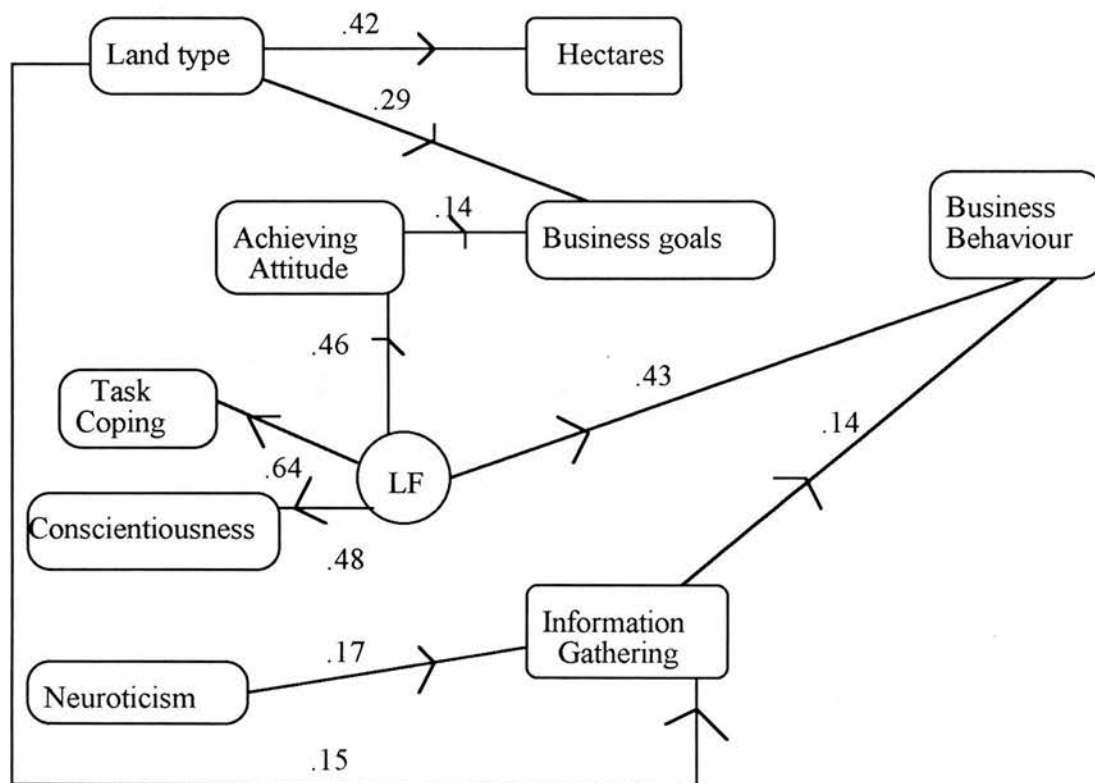 .42
Land type
Hectares
.29
Business
Behaviour
.14
Achieving
Attitude
Business goals
.46
.43
Task
Coping
.14
.64
LF
Conscientiousness
.48
Information
Gathering
.17
Neuroticism
.15